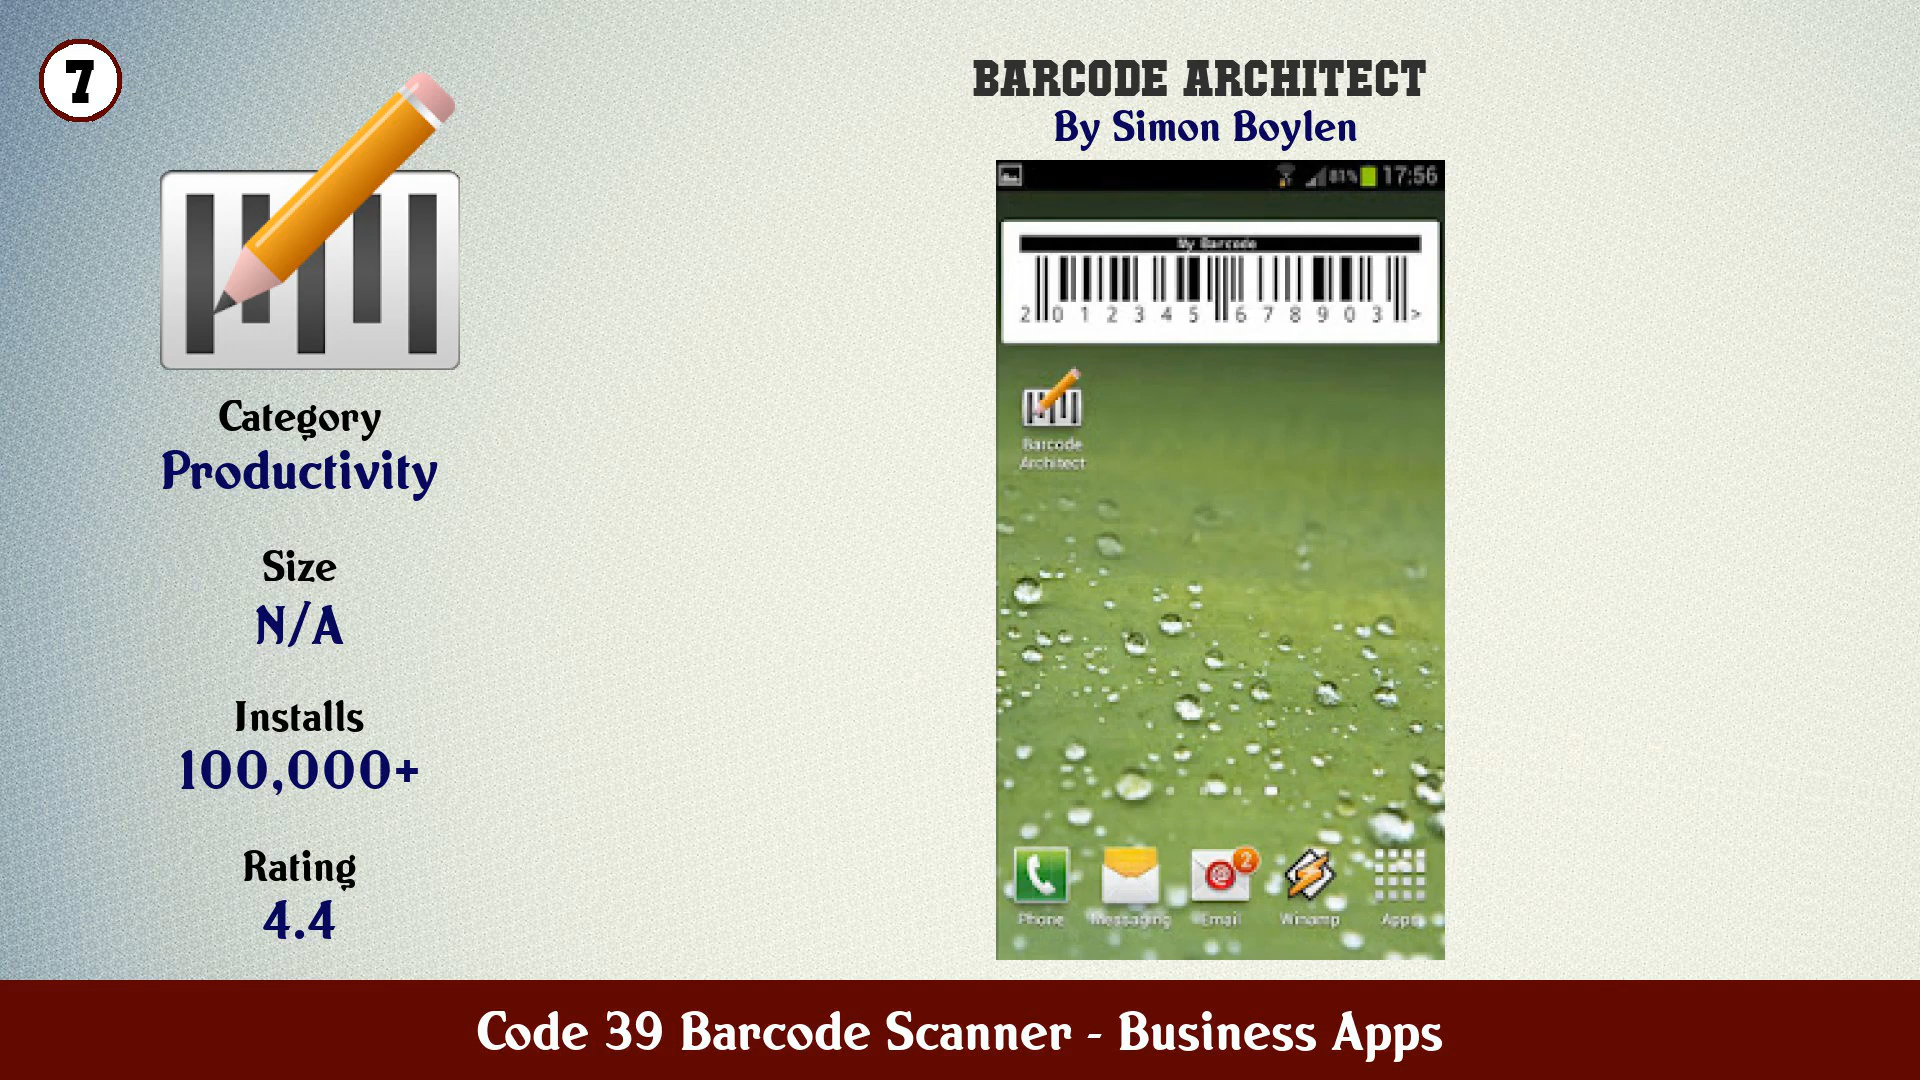 7
BARCODE ARCHITECT
By Simon Boylen
Category
Productivity
Size
N/A
Installs
100,000+
Rating
4.4
81% 17:56
My Barcode
2 0 1 2 3 4 5 6 7 8 9 0 3 >
Barcode
Architect
2
Phone Messaging Email Winamp Apps
Code 39 Barcode Scanner - Business Apps